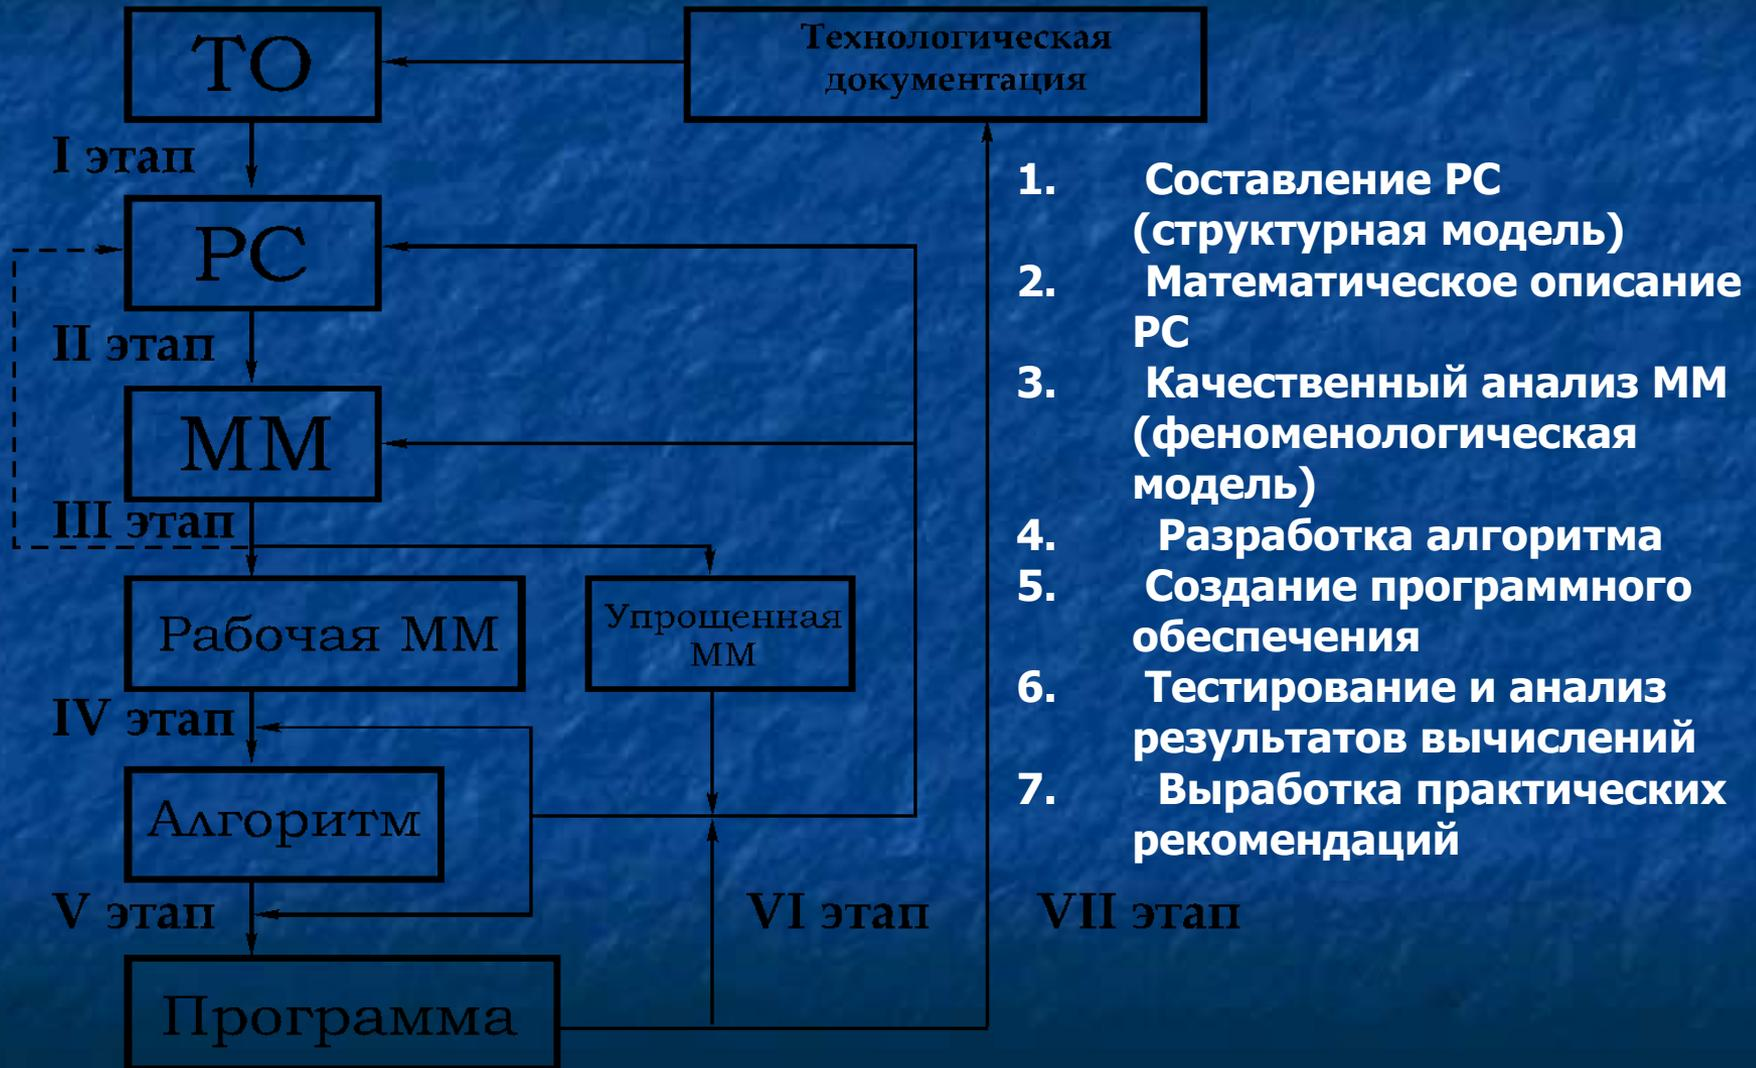 ТО
Технологическая
документация
I этап
РС
II этап
ММ
III этап
Рабочая ММ
Упрощенная
ММ
IV этап
Алгоритм
V этап
VI этап
VII этап
Программа
1. Составление РС
(структурная модель)
2. Математическое описание
РС
3. Качественный анализ ММ
(феноменологическая
модель)
4. Разработка алгоритма
5. Создание программного
обеспечения
6. Тестирование и анализ
результатов вычислений
7. Выработка практических
рекомендаций